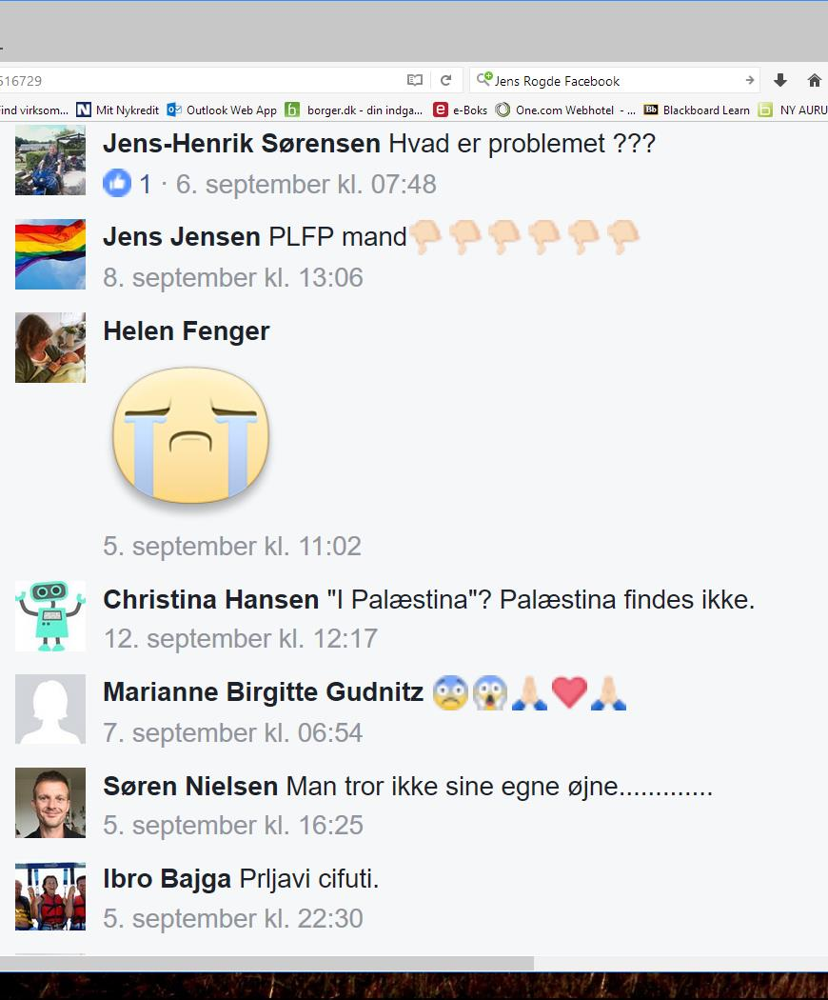 516729
Jens Rogde Facebook
ind virksom... Mit Nykredit Outlook Web App borger.dk - din indga... e-Boks One.com Webhotel - ... Bb Blackboard Learn NY AURU
Jens-Henrik Sørensen Hvad er problemet ???
1 · 6. september kl. 07:48
Jens Jensen PLFP mand👇🏻👇🏻👇🏻👇🏻👇🏻👇🏻
8. september kl. 13:06
Helen Fenger
5. september kl. 11:02
Christina Hansen "I Palæstina"? Palæstina findes ikke.
12. september kl. 12:17
Marianne Birgitte Gudnitz 😨😱🙏🏻❤️🙏🏻
7. september kl. 06:54
Søren Nielsen Man tror ikke sine egne øjne.............
5. september kl. 16:25
Ibro Bajga Prljavi cifuti.
5. september kl. 22:30